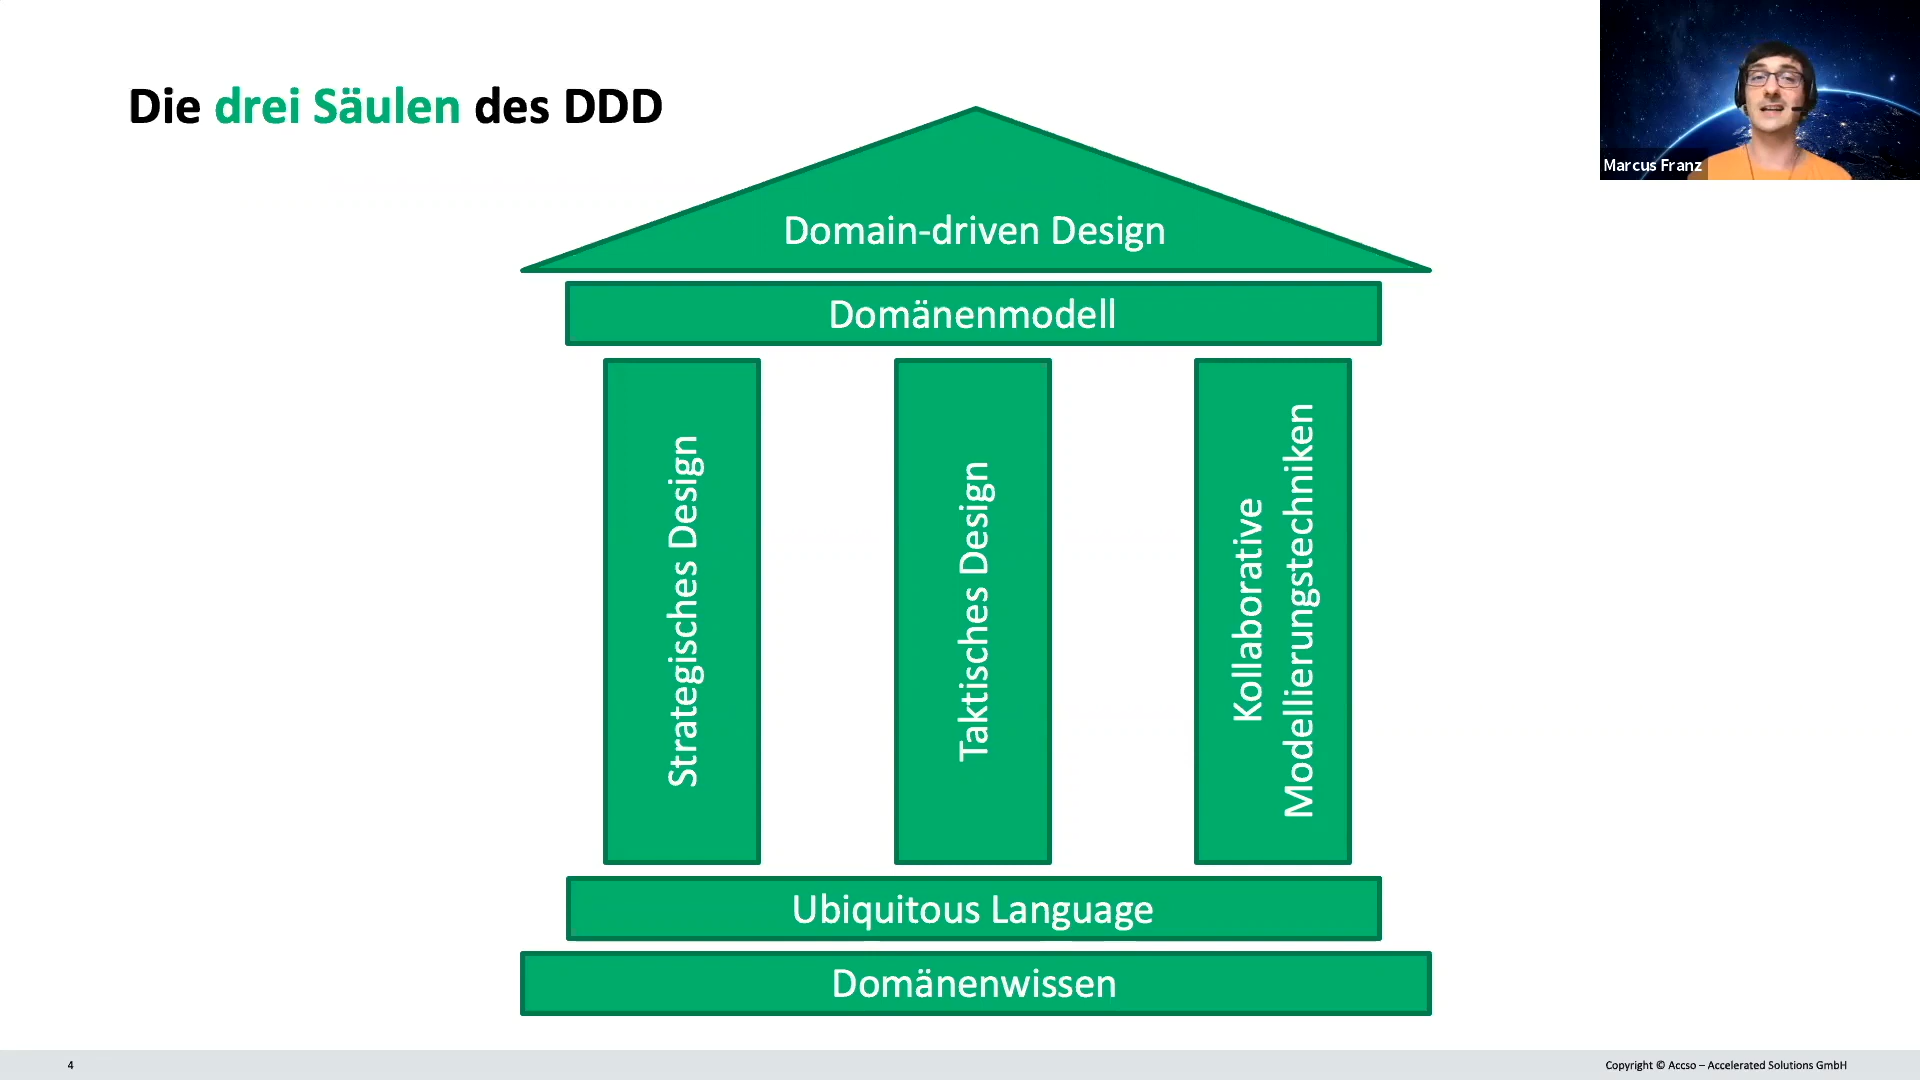 Die drei Säulen des DDD
Marcus Franz
Domain-driven Design
Domänenmodell
Strategisches Design
Taktisches Design
Kollaborative
Modellierungstechniken
Ubiquitous Language
Domänenwissen
4
Copyright © Accso – Accelerated Solutions GmbH